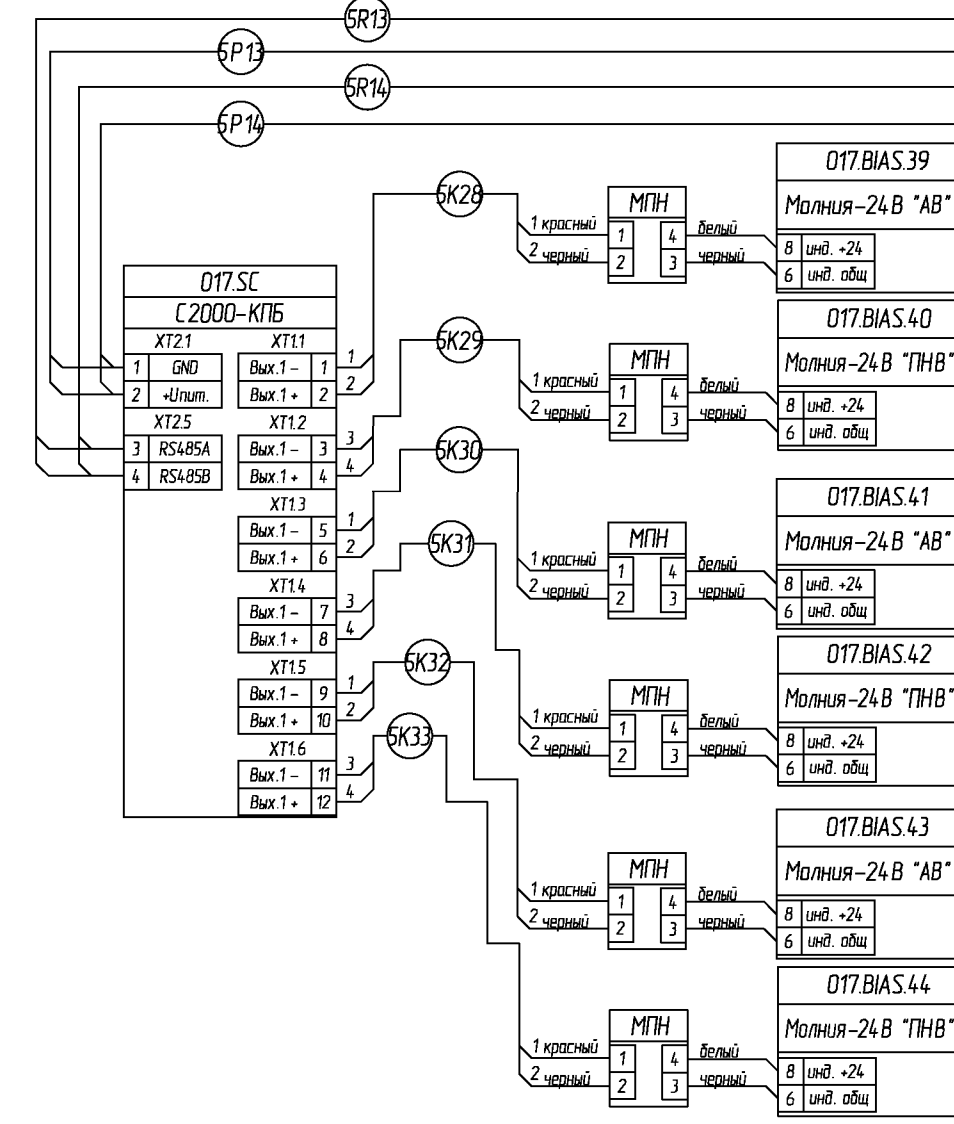 5R13
5P13
5R14
5P14
017.BIAS.39
Молния-24В "АВ"
8 инд. +24
6 инд. общ
5K28
МПН
1 красный 1 4 белый
2 черный 2 3 черный
017.SC
С2000-КПБ
XT2.1 XT1.1
1 GND Вых.1 - 1 1
2 +Uпит. Вых.1 + 2 2
XT2.5 XT1.2
3 RS485A Вых.1 - 3 3
4 RS485B Вых.1 + 4 4
XT1.3
Вых.1 - 5 1
Вых.1 + 6 2
XT1.4
Вых.1 - 7 3
Вых.1 + 8 4
XT1.5
Вых.1 - 9 1
Вых.1 + 10 2
XT1.6
Вых.1 - 11 3
Вых.1 + 12 4
017.BIAS.40
Молния-24В "ПНВ"
8 инд. +24
6 инд. общ
5K29
МПН
1 красный 1 4 белый
2 черный 2 3 черный
017.BIAS.41
Молния-24В "АВ"
8 инд. +24
6 инд. общ
5K30
МПН
1 красный 1 4 белый
2 черный 2 3 черный
017.BIAS.42
Молния-24В "ПНВ"
8 инд. +24
6 инд. общ
5K31
МПН
1 красный 1 4 белый
2 черный 2 3 черный
017.BIAS.43
Молния-24В "АВ"
8 инд. +24
6 инд. общ
5K32
МПН
1 красный 1 4 белый
2 черный 2 3 черный
017.BIAS.44
Молния-24В "ПНВ"
8 инд. +24
6 инд. общ
5K33
МПН
1 красный 1 4 белый
2 черный 2 3 черный